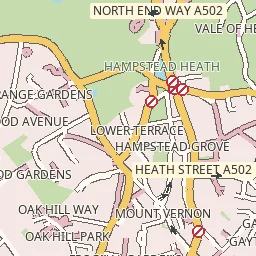 NORTH END WAY A502
VALE OF HE
HAMPSTEAD HEATH
RANGE GARDENS
OD AVENUE
LOWER TERRACE
HAMPSTEAD GROVE
HEATH STREET A502
OD GARDENS
OAK HILL WAY
MOUNT VERNON
OAK HILL PARK
GA
GAY